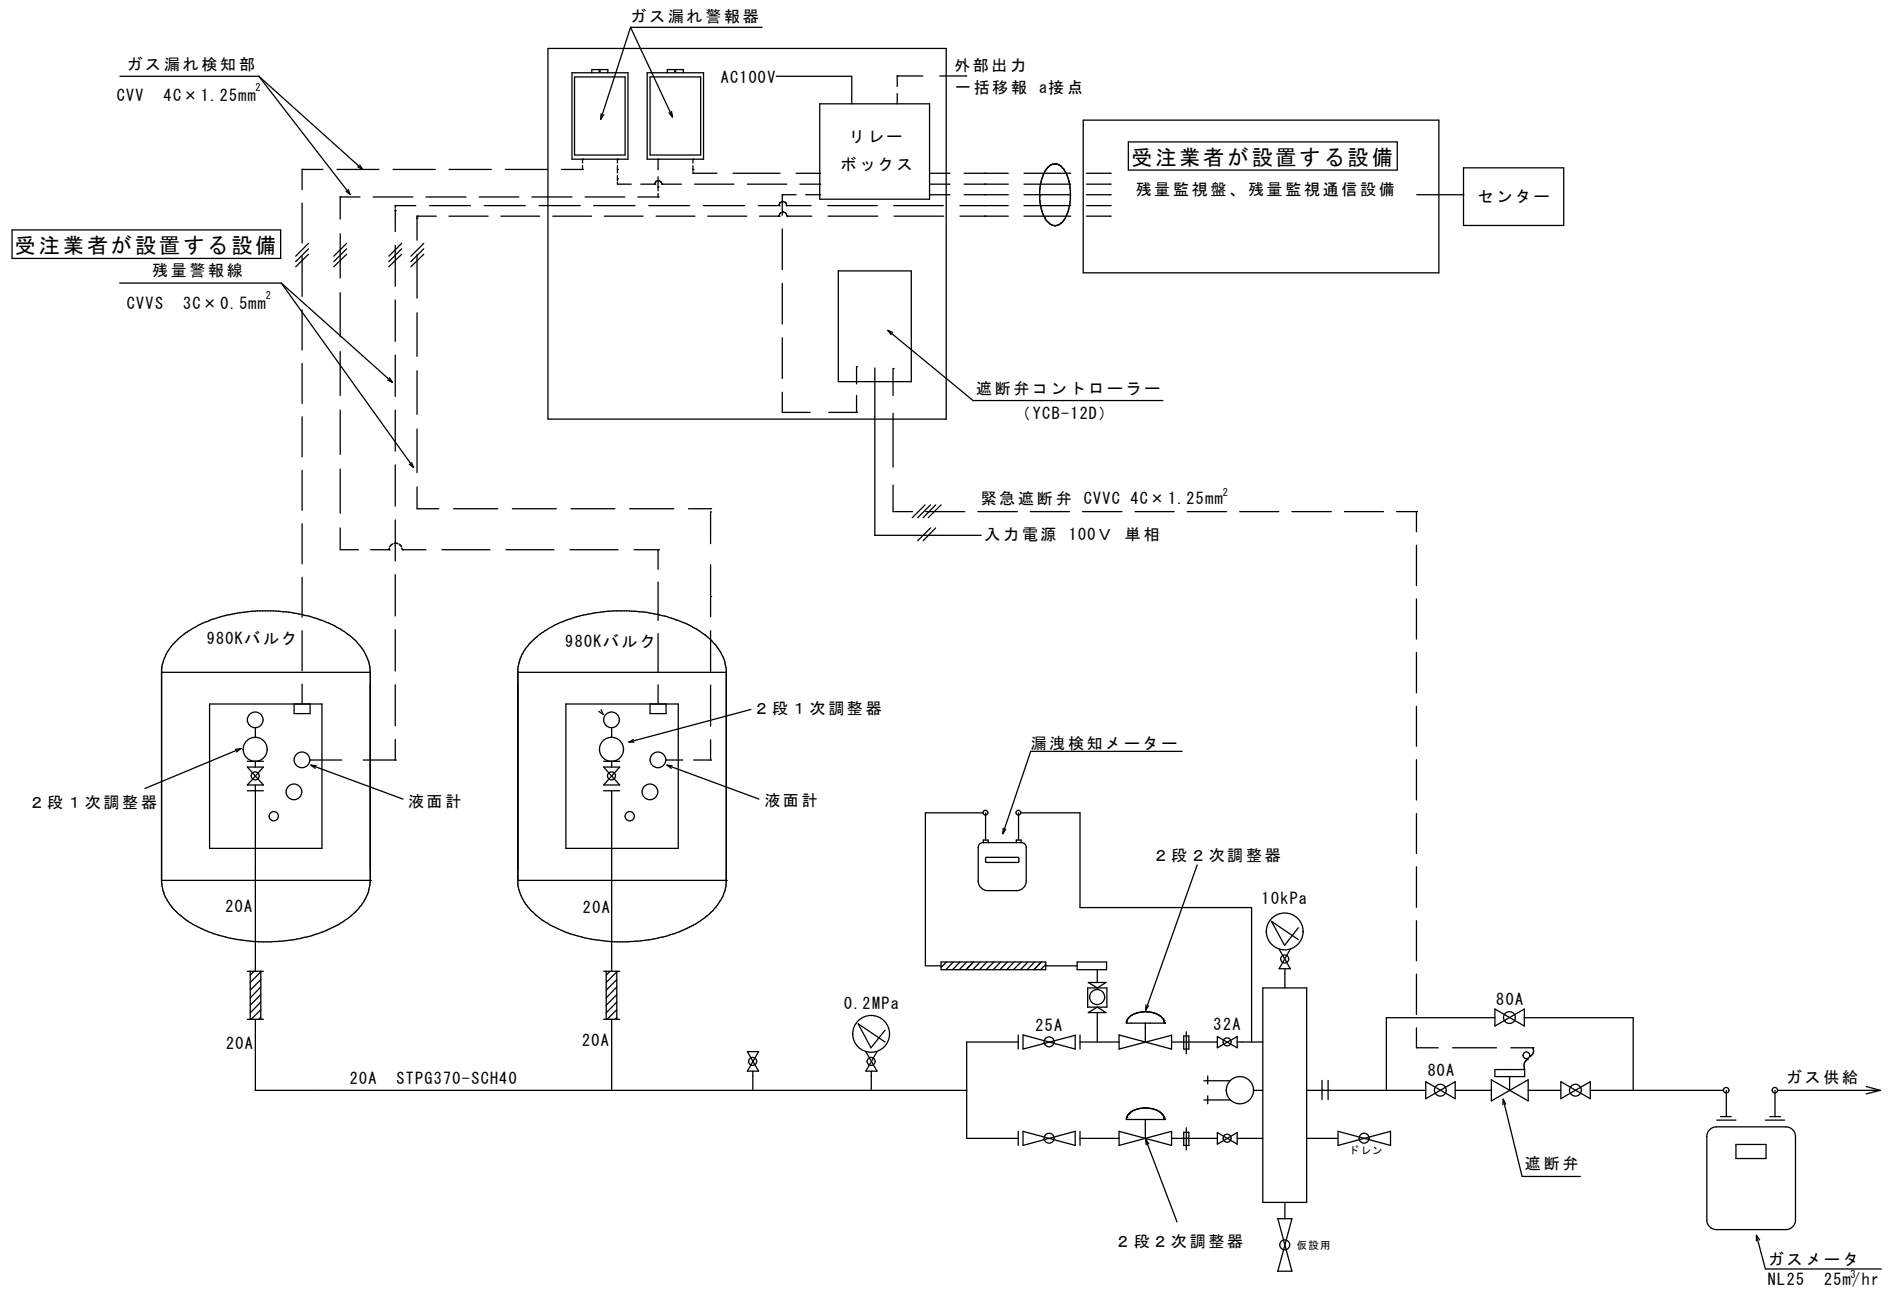 ガス漏れ警報器
ガス漏れ検知部
CVV 4C×1.25mm²
AC100V
外部出力
一括移報 a接点
リレー
ボックス
受注業者が設置する設備
残量監視盤、残量監視通信設備
センター
受注業者が設置する設備
残量警報線
CVVS 3C×0.5mm²
遮断弁コントローラー
(YCB-12D)
緊急遮断弁 CVVC 4C×1.25mm²
入力電源 100V 単相
980Kバルク
980Kバルク
2段1次調整器
2段1次調整器
液面計
液面計
漏洩検知メーター
2段2次調整器
10kPa
20A
20A
0.2MPa
25A
32A
80A
20A
20A
20A STPG370-SCH40
80A
ガス供給
ドレン
遮断弁
2段2次調整器
仮設用
ガスメータ
NL25 25m³/hr